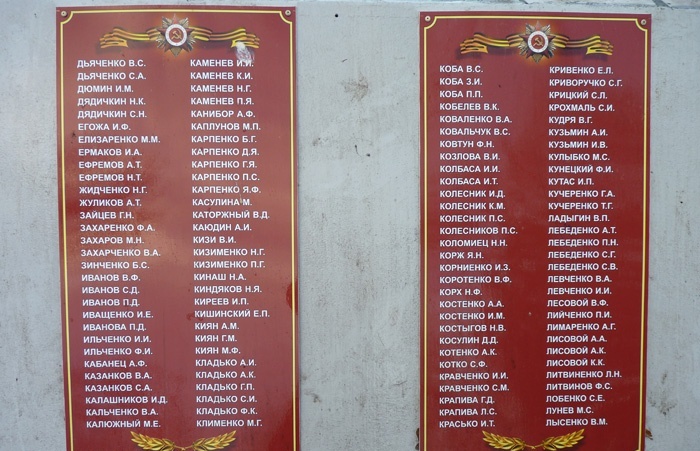 ДЬЯЧЕНКО В.С.
ДЬЯЧЕНКО С.А.
ДЮМИН И.М.
ДЯДИЧКИН Н.К.
ДЯДИЧКИН С.Н.
ЕГОЖА И.Ф.
ЕЛИЗАРЕНКО М.М.
ЕРМАКОВ И.А.
ЕФРЕМОВ А.Т.
ЕФРЕМОВ Н.Т.
ЖИДЧЕНКО Н.Г.
ЖУЛИКОВ А.Т.
ЗАЙЦЕВ Г.Н.
ЗАХАРЕНКО Ф.А.
ЗАХАРОВ М.Н.
ЗАХАРЧЕНКО В.А.
ЗИНЧЕНКО Б.С.
ИВАНОВ В.Ф.
ИВАНОВ С.Д.
ИВАНОВ П.Д.
ИВАЩЕНКО И.Е.
ИВАНОВА П.Д.
ИЛЬЧЕНКО И.И.
ИЛЬЧЕНКО Ф.И.
КАБАНЕЦ А.Ф.
КАЗАНКОВ В.А.
КАЗАНКОВ С.А.
КАЛАШНИКОВ И.Д.
КАЛЬЧЕНКО В.А.
КАЛЮЖНЫЙ М.Е.
КАМЕНЕВ И.И.
КАМЕНЕВ К.И.
КАМЕНЕВ Н.Г.
КАМЕНЕВ П.Я.
КАНИБОР А.Ф.
КАПЛУНОВ М.П.
КАРПЕНКО Б.Г.
КАРПЕНКО Д.Я.
КАРПЕНКО Г.Я.
КАРПЕНКО П.С.
КАРПЕНКО Я.Ф.
КАСУЛИНА М.
КАТОРЖНЫЙ В.Д.
КАЮДИН А.И.
КИЗИ В.И.
КИЗИМЕНКО Н.Г.
КИЗИМЕНКО П.Г.
КИНАШ Н.А.
КИНДЯКОВ Н.Я.
КИРЕЕВ И.П.
КИШИНСКИЙ Е.П.
КИЯН А.М.
КИЯН Г.М.
КИЯН М.Ф.
КЛАДЬКО А.И.
КЛАДЬКО А.К.
КЛАДЬКО Г.П.
КЛАДЬКО С.И.
КЛАДЬКО Ф.К.
КЛИМЕНКО М.Г.
КОБА В.С.
КОБА З.И.
КОБА П.П.
КОБЕЛЕВ В.К.
КОВАЛЕНКО В.А.
КОВАЛЬЧУК В.С.
КОВТУН Ф.Н.
КОЗЛОВА В.И.
КОЛБАСА И.И.
КОЛБАСА И.Т.
КОЛЕСНИК И.Д.
КОЛЕСНИК К.М.
КОЛЕСНИК П.С.
КОЛЕСНИКОВ П.С.
КОЛОМИЕЦ Н.Н.
КОРЖ Я.Н.
КОРНИЕНКО И.З.
КОРОТЕНКО В.Ф.
КОРХ Н.Ф.
КОСТЕНКО А.А.
КОСТЕНКО И.М.
КОСТЫГОВ Н.В.
КОСУЛИН Д.Д.
КОТЕНКО А.К.
КОТКО С.Ф.
КРАВЧЕНКО И.И.
КРАВЧЕНКО С.М.
КРАПИВА Г.Д.
КРАПИВА Л.С.
КРАСЬКО И.Т.
КРИВЕНКО Е.Л.
КРИВОРУЧКО С.Г.
КРИЦКИЙ С.Л.
КРОХМАЛЬ С.И.
КУДРЯ В.Г.
КУЗЬМИН А.И.
КУЗЬМИН И.В.
КУЛЫБКО М.С.
КУНЕЦКИЙ Ф.И.
КУТАС И.П.
КУЧЕРЕНКО Г.А.
КУЧЕРЕНКО Т.Г.
ЛАДЫГИН В.П.
ЛЕБЕДЕНКО А.Т.
ЛЕБЕДЕНКО П.Н.
ЛЕБЕДЕНКО С.Г.
ЛЕБЕДЕНКО С.В.
ЛЕВЧЕНКО В.А.
ЛЕВЧЕНКО И.И.
ЛЕСОВОЙ В.Ф.
ЛИЙЧЕНКО П.И.
ЛИМАРЕНКО А.Г.
ЛИСОВОЙ А.А.
ЛИСОВОЙ А.К.
ЛИСОВОЙ К.К.
ЛИТВИНЕНКО Л.Н.
ЛИТВИНОВ Ф.С.
ЛОБЕНКО С.Е.
ЛУНЕВ М.С.
ЛЫСЕНКО В.М.